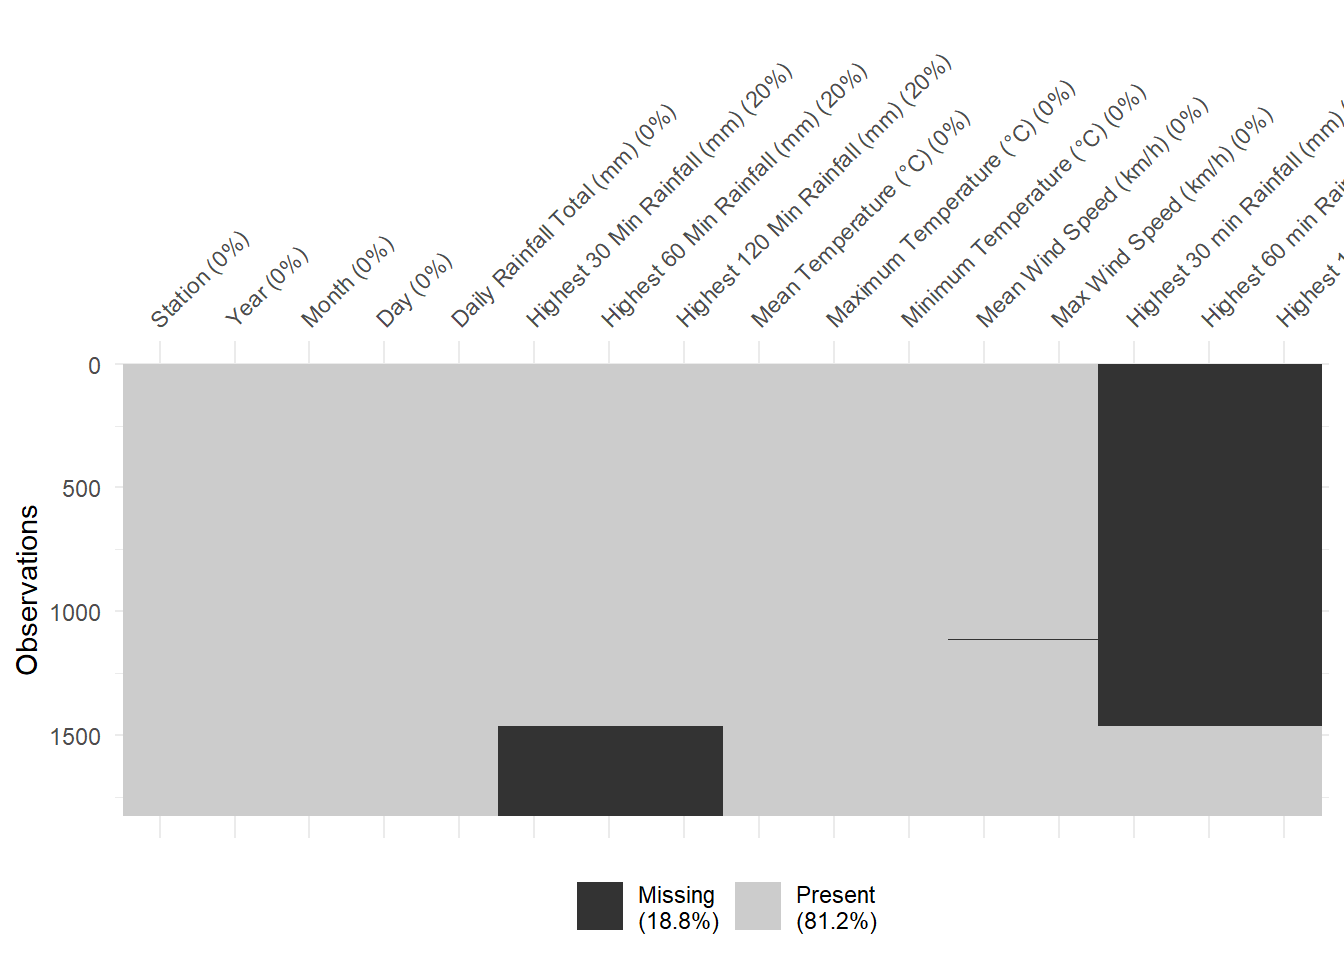 Station (0%)
Year (0%)
Month (0%)
Day (0%)
Daily Rainfall Total (mm) (0%)
Highest 30 Min Rainfall (mm) (20%)
Highest 60 Min Rainfall (mm) (20%)
Highest 120 Min Rainfall (mm) (20%)
Mean Temperature (°C) (0%)
Maximum Temperature (°C) (0%)
Minimum Temperature (°C) (0%)
Mean Wind Speed (km/h) (0%)
Max Wind Speed (km/h) (0%)
Highest 30 min Rainfall (mm)
Highest 60 min
Highest
0
500
1000
1500
Observations
Missing
(18.8%)
Present
(81.2%)